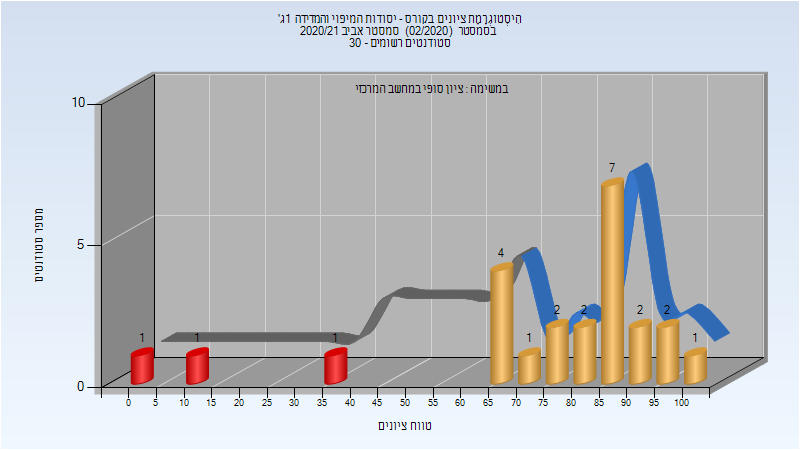 הִיסְטוֹגְרָמַת ציונים בקורס - יסודות המיפוי והמדידה 1ג'
בסמסטר (02/2020) סמסטר אביב 2020/21
סטודנטים רשומים - 30
במשימה : ציון סופי במחשב המרכזי
מספר סטודנטים
10
5
0
1
1
1
4
1
2
2
7
2
2
1
0 5 10 15 20 25 30 35 40 45 50 55 60 65 70 75 80 85 90 95 100
טווח ציונים